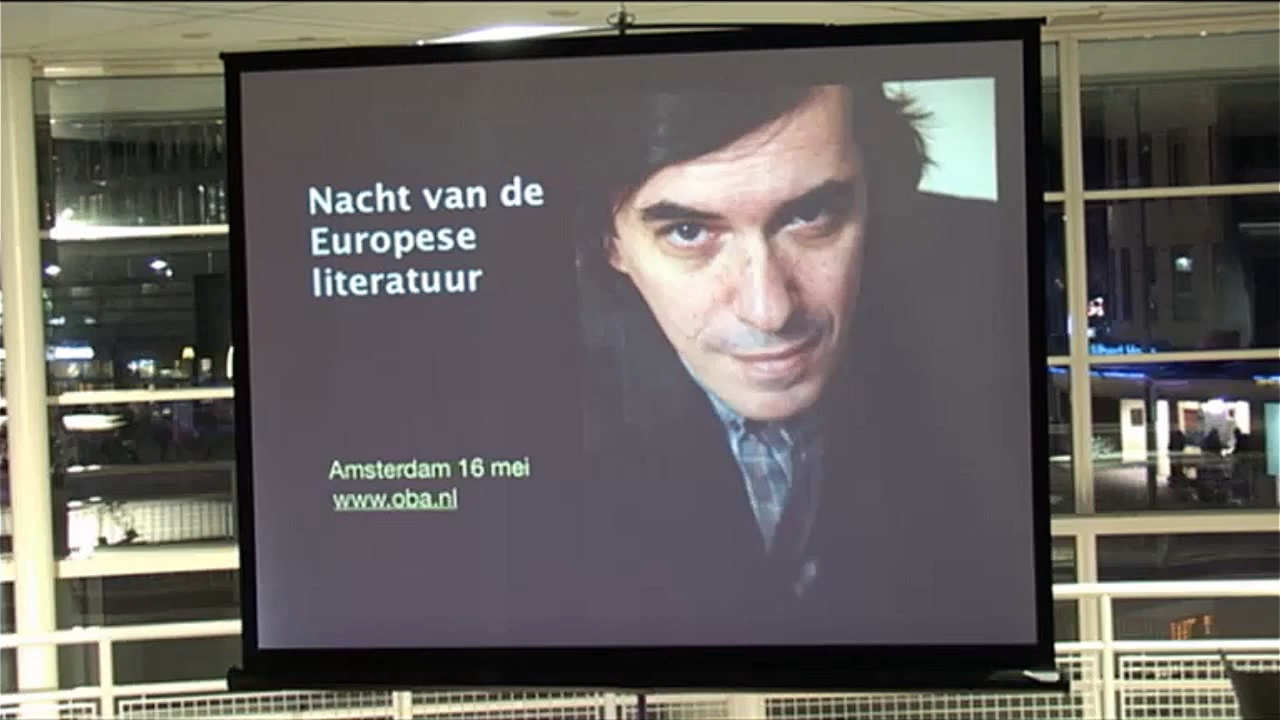 Nacht van de
Europese
literatuur
Amsterdam 16 mei
www.oba.nl